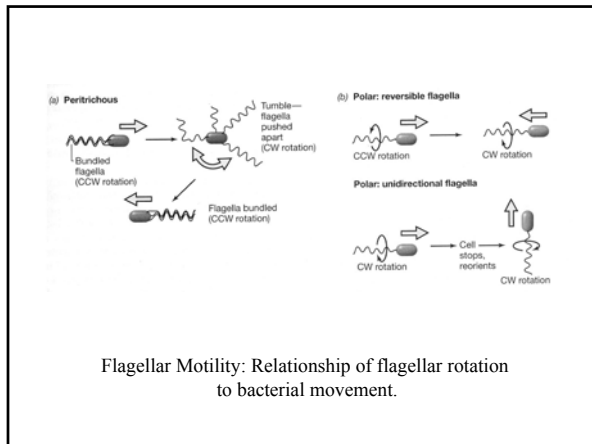 (a) Peritrichous
Bundled
flagella
(CCW rotation)
Tumble—
flagella
pushed
apart
(CW rotation)
Flagella bundled
(CCW rotation)
(b) Polar: reversible flagella
CCW rotation
CW rotation
Polar: unidirectional flagella
CW rotation
Cell
stops,
reorients
CW rotation
Flagellar Motility: Relationship of flagellar rotation
to bacterial movement.